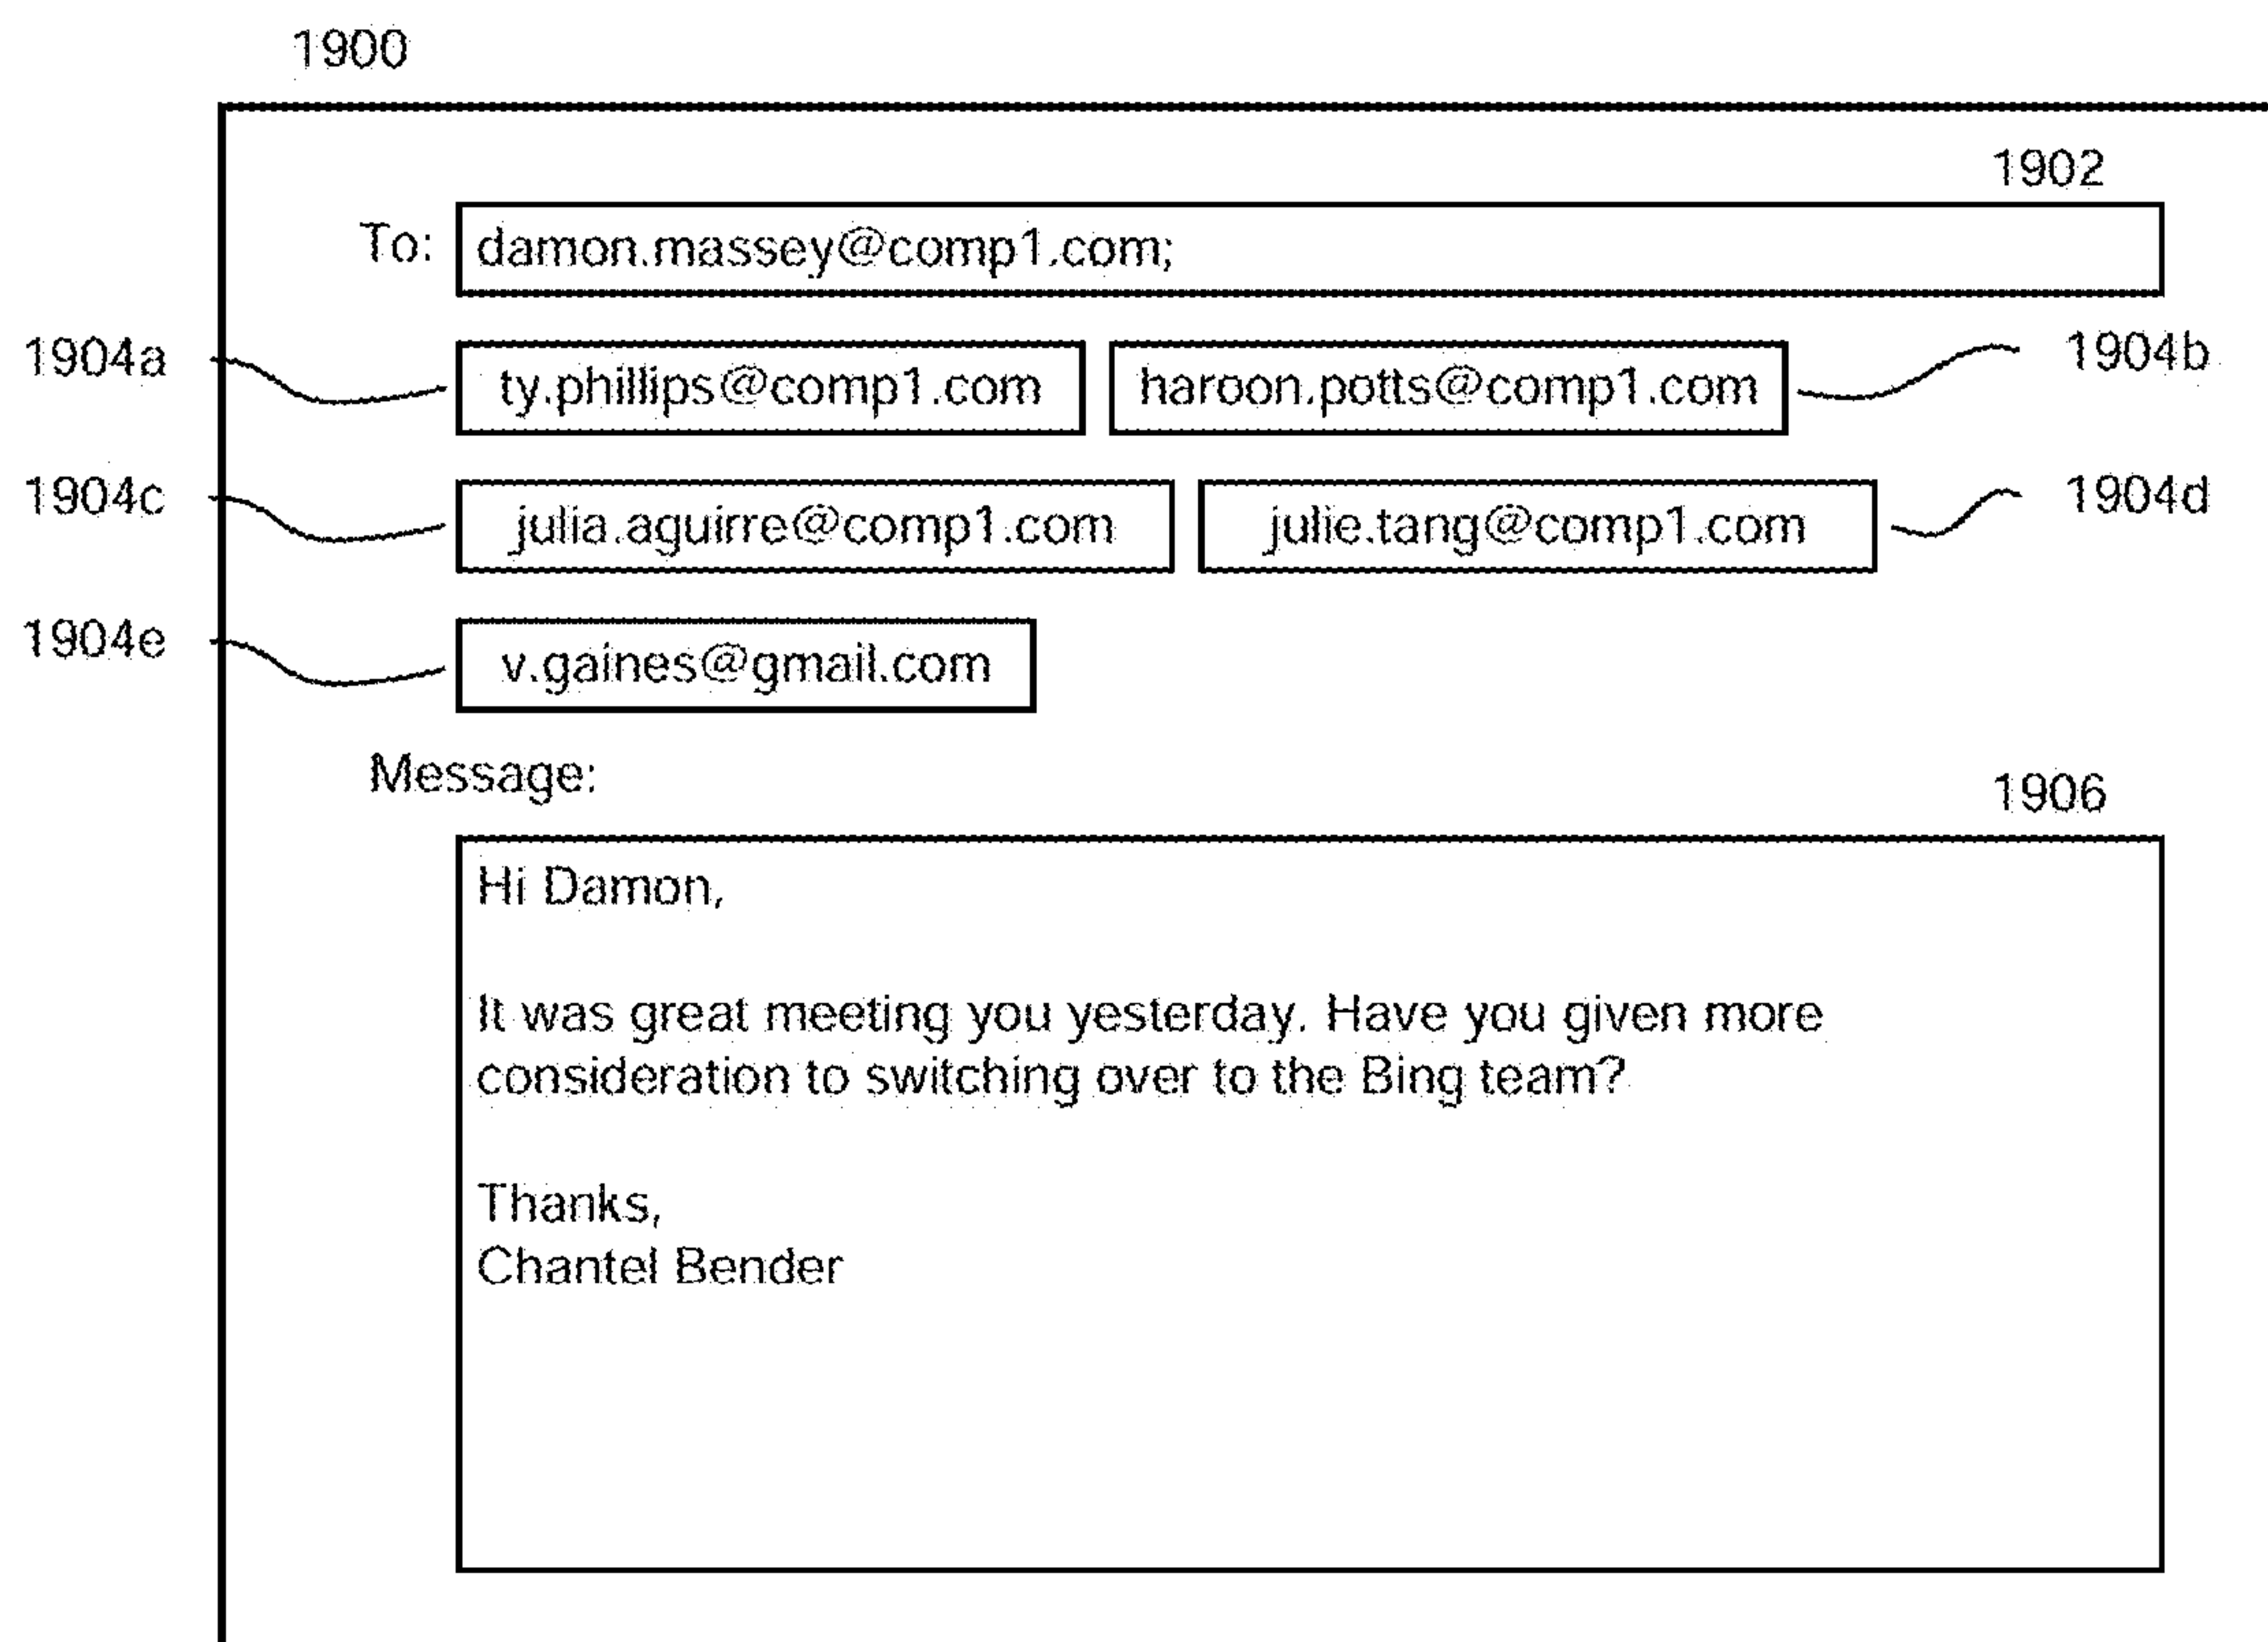 1900
1902
To: damon.massey@comp1.com;
1904a ty.phillips@comp1.com haroon.potts@comp1.com 1904b
1904c julia.aguirre@comp1.com julie.tang@comp1.com 1904d
1904e v.gaines@gmail.com
Message:
1906
Hi Damon,
It was great meeting you yesterday. Have you given more
consideration to switching over to the Bing team?
Thanks,
Chantel Bender